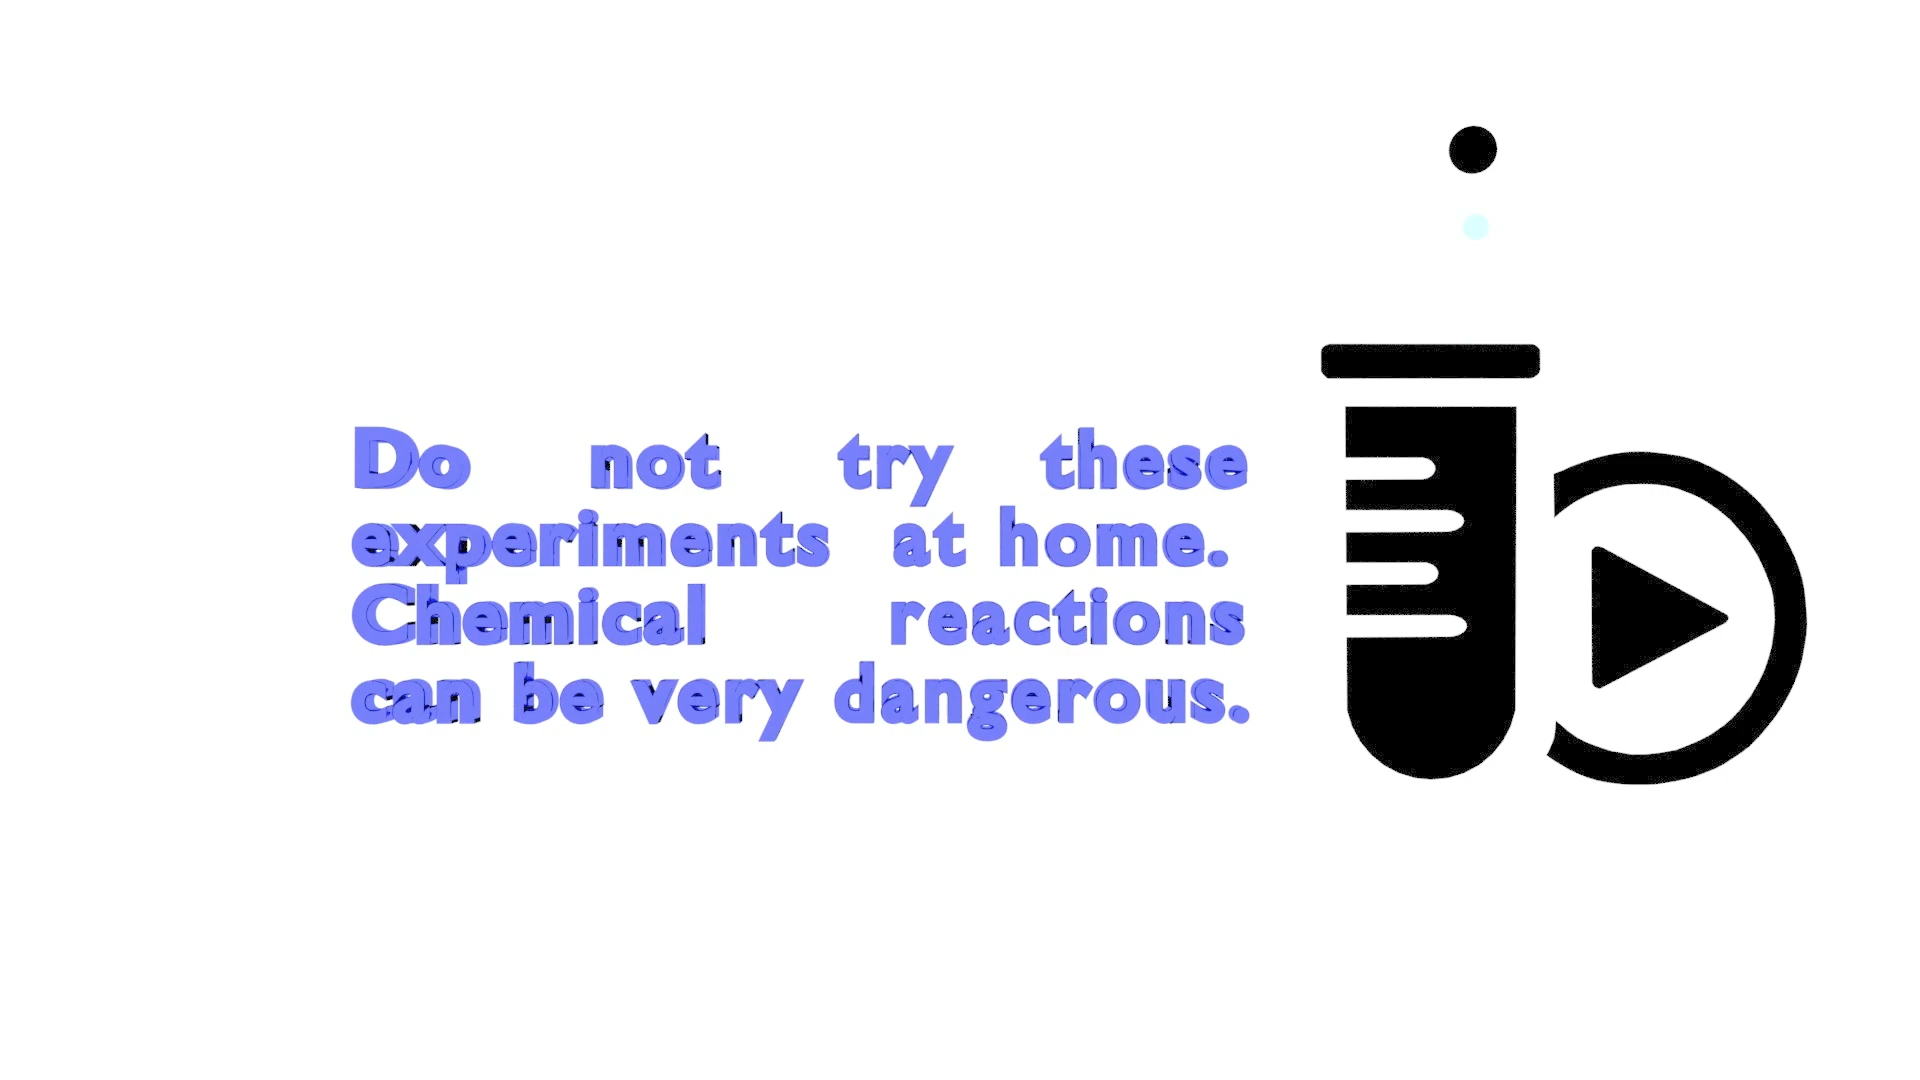 Do not try these
experiments at home.
Chemical reactions
can be very dangerous.